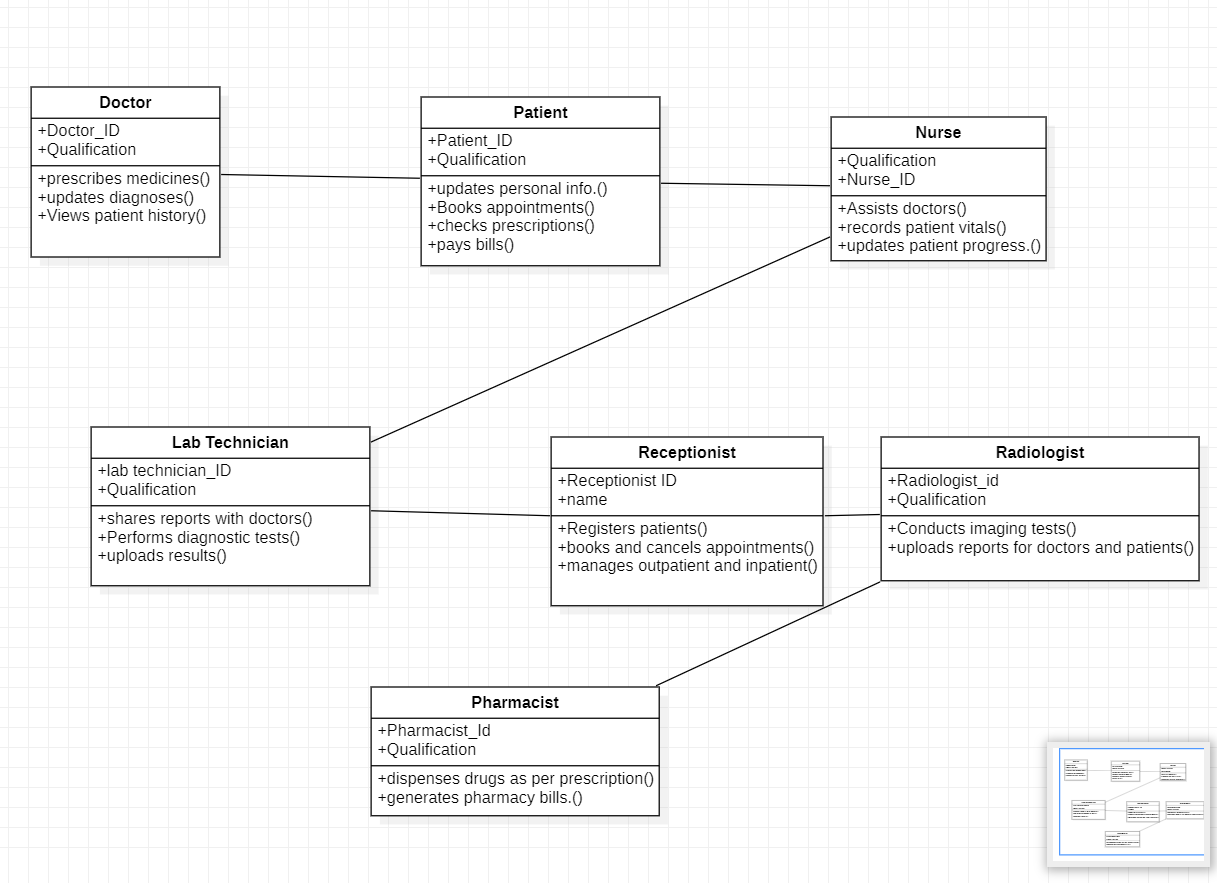 Doctor
+Doctor_ID
+Qualification
+prescribes medicines()
+updates diagnoses()
+Views patient history()
Patient
+Patient_ID
+Qualification
+updates personal info.()
+Books appointments()
+checks prescriptions()
+pays bills()
Nurse
+Qualification
+Nurse_ID
+Assists doctors()
+records patient vitals()
+updates patient progress.()
Lab Technician
+lab technician_ID
+Qualification
+shares reports with doctors()
+Performs diagnostic tests()
+uploads results()
Receptionist
+Receptionist ID
+name
+Registers patients()
+books and cancels appointments()
+manages outpatient and inpatient()
Radiologist
+Radiologist_id
+Qualification
+Conducts imaging tests()
+uploads reports for doctors and patients()
Pharmacist
+Pharmacist_Id
+Qualification
+dispenses drugs as per prescription()
+generates pharmacy bills.()